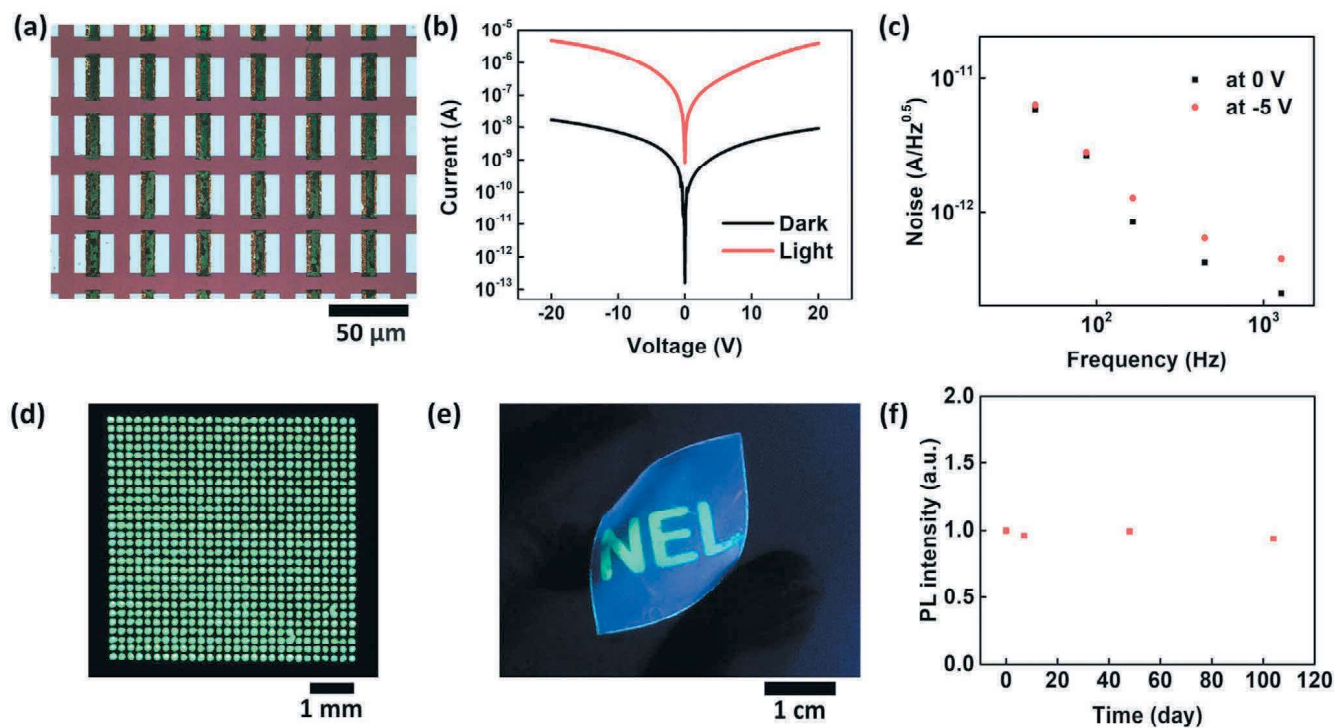 (a)
50 μm
(b)
Current (A)
10⁻⁵
10⁻⁶
10⁻⁷
10⁻⁸
10⁻⁹
10⁻¹⁰
10⁻¹¹
10⁻¹²
10⁻¹³
Dark
Light
-20 -10 0 10 20
Voltage (V)
(c)
Noise (A/Hz⁰·⁵)
10⁻¹¹
10⁻¹²
at 0 V
at -5 V
10² 10³
Frequency (Hz)
(d)
1 mm
(e)
NEL
1 cm
(f)
PL intensity (a.u.)
2.0
1.5
1.0
0.5
0.0
0 20 40 60 80 100 120
Time (day)